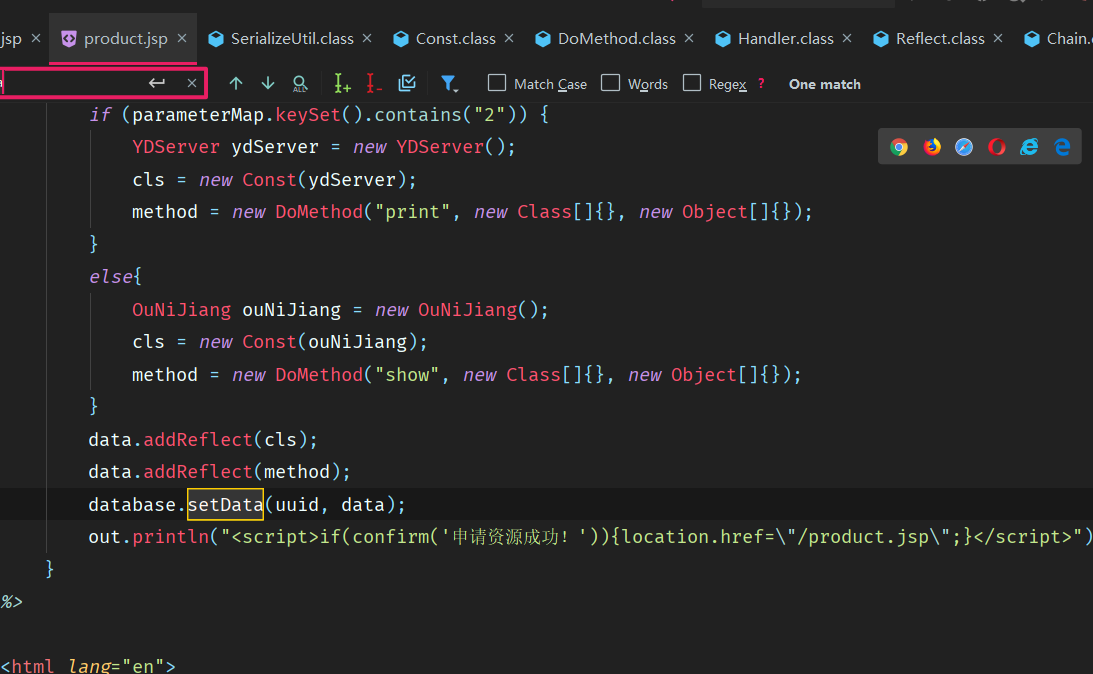 jsp × product.jsp × SerializeUtil.class × Const.class × DoMethod.class × Handler.class × Reflect.class × Chain.
Match Case Words Regex ? One match
if (parameterMap.keySet().contains("2")) {
YDServer ydServer = new YDServer();
cls = new Const(ydServer);
method = new DoMethod("print", new Class[]{}, new Object[]{});
}
else{
OuNiJiang ouNiJiang = new OuNiJiang();
cls = new Const(ouNiJiang);
method = new DoMethod("show", new Class[]{}, new Object[]{});
}
data.addReflect(cls);
data.addReflect(method);
database.setData(uuid, data);
out.println("<script>if(confirm('申请资源成功！')){location.href=\"/product.jsp\";}</script>")
}
%>
<html lang="en">